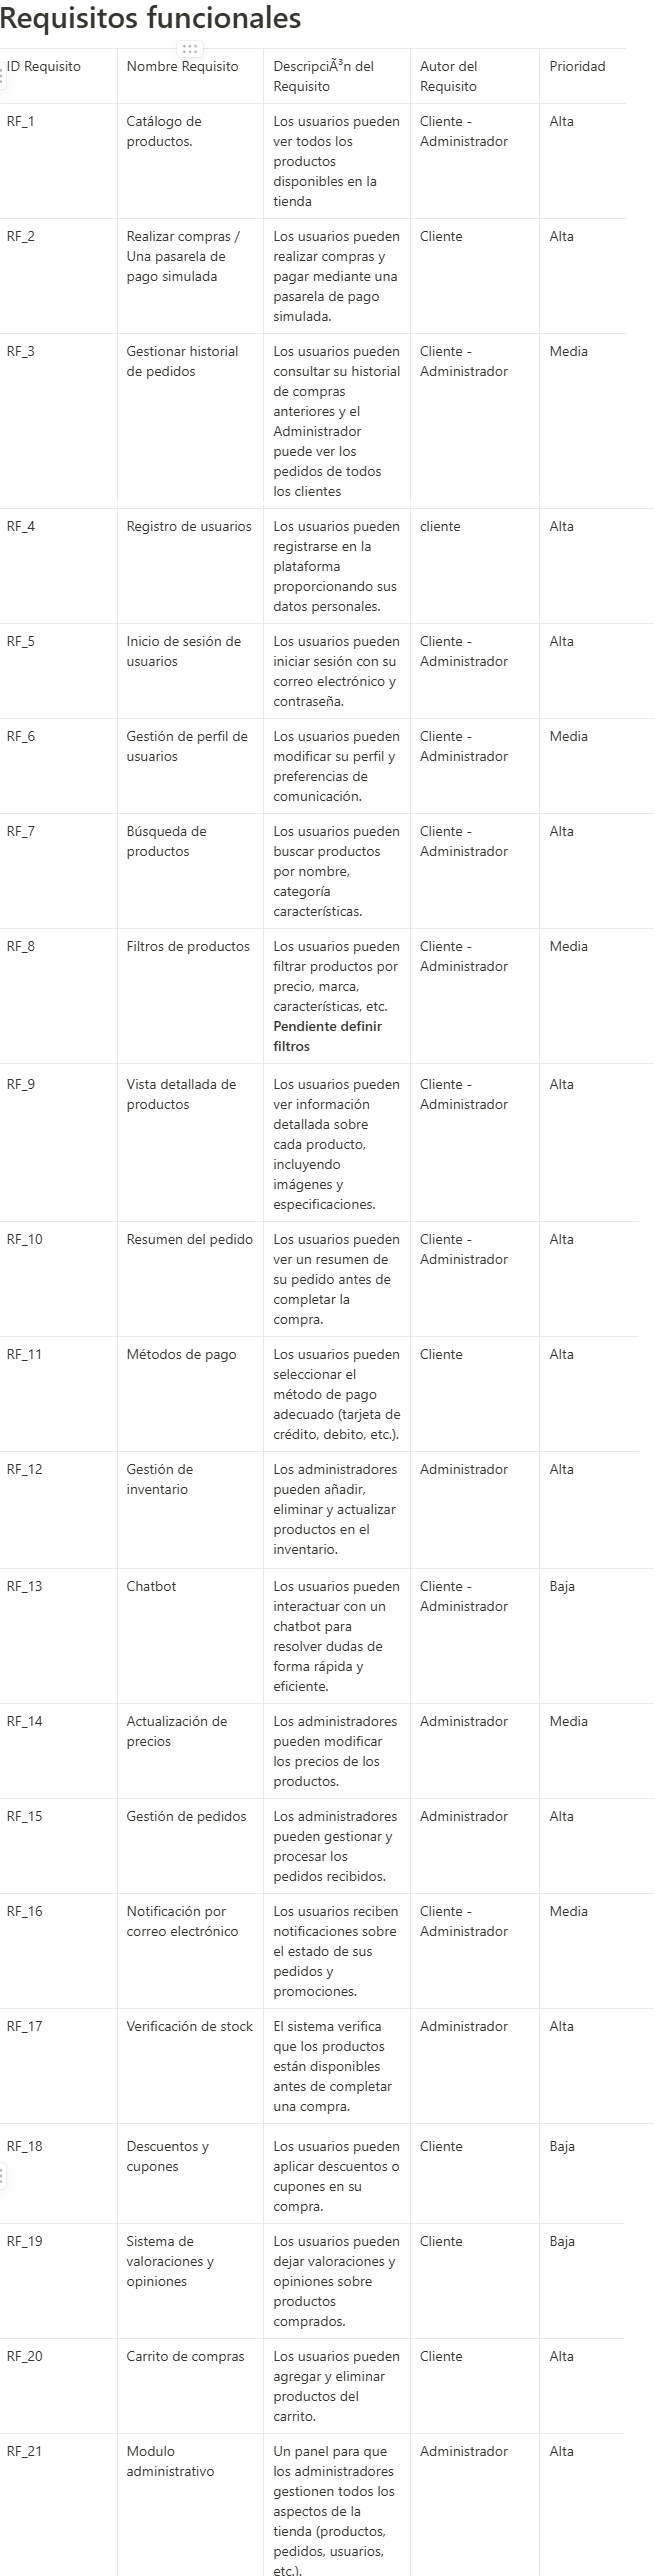 Requisitos funcionales
ID Requisito
Nombre Requisito
DescripciÃ³n del
Requisito
Autor del
Requisito
Prioridad
RF_1
Catálogo de
productos.
Los usuarios pueden
ver todos los
productos
disponibles en la
tienda
Cliente -
Administrador
Alta
RF_2
Realizar compras /
Una pasarela de
pago simulada
Los usuarios pueden
realizar compras y
pagar mediante una
pasarela de pago
simulada.
Cliente
Alta
RF_3
Gestionar historial
de pedidos
Los usuarios pueden
consultar su historial
de compras
anteriores y el
Administrador
puede ver los
pedidos de todos
los clientes
Cliente -
Administrador
Media
RF_4
Registro de usuarios
Los usuarios pueden
registrarse en la
plataforma
proporcionando sus
datos personales.
cliente
Alta
RF_5
Inicio de sesión de
usuarios
Los usuarios pueden
iniciar sesión con su
correo electrónico y
contraseña.
Cliente -
Administrador
Alta
RF_6
Gestión de perfil de
usuarios
Los usuarios pueden
modificar su perfil y
preferencias de
comunicación.
Cliente -
Administrador
Media
RF_7
Búsqueda de
productos
Los usuarios pueden
buscar productos
por nombre,
categoría
características.
Cliente -
Administrador
Alta
RF_8
Filtros de productos
Los usuarios pueden
filtrar productos por
precio, marca,
características, etc.
Pendiente definir
filtros
Cliente -
Administrador
Media
RF_9
Vista detallada de
productos
Los usuarios pueden
ver información
detallada sobre
cada producto,
incluyendo
imágenes y
especificaciones.
Cliente -
Administrador
Alta
RF_10
Resumen del pedido
Los usuarios pueden
ver un resumen de
su pedido antes de
completar la
compra.
Cliente -
Administrador
Alta
RF_11
Métodos de pago
Los usuarios pueden
seleccionar el
método de pago
adecuado (tarjeta de
crédito, debito, etc.).
Cliente
Alta
RF_12
Gestión de
inventario
Los administradores
pueden añadir,
eliminar y actualizar
productos en el
inventario.
Administrador
Alta
RF_13
Chatbot
Los usuarios pueden
interactuar con un
chatbot para
resolver dudas de
forma rápida y
eficiente.
Cliente -
Administrador
Baja
RF_14
Actualización de
precios
Los administradores
pueden modificar
los precios de los
productos.
Administrador
Media
RF_15
Gestión de pedidos
Los administradores
pueden gestionar y
procesar los
pedidos recibidos.
Administrador
Alta
RF_16
Notificación por
correo electrónico
Los usuarios reciben
notificaciones sobre
el estado de sus
pedidos y
promociones.
Cliente -
Administrador
Media
RF_17
Verificación de stock
El sistema verifica
que los productos
están disponibles
antes de completar
una compra.
Administrador
Alta
RF_18
Descuentos y
cupones
Los usuarios pueden
aplicar descuentos o
cupones en su
compra.
Cliente
Baja
RF_19
Sistema de
valoraciones y
opiniones
Los usuarios pueden
dejar valoraciones y
opiniones sobre
productos
comprados.
Cliente
Baja
RF_20
Carrito de compras
Los usuarios pueden
agregar y eliminar
productos del
carrito.
Cliente
Alta
RF_21
Modulo
administrativo
Un panel para que
los administradores
gestionen todos los
aspectos de la
tienda (productos,
pedidos, usuarios,
etc.).
Administrador
Alta